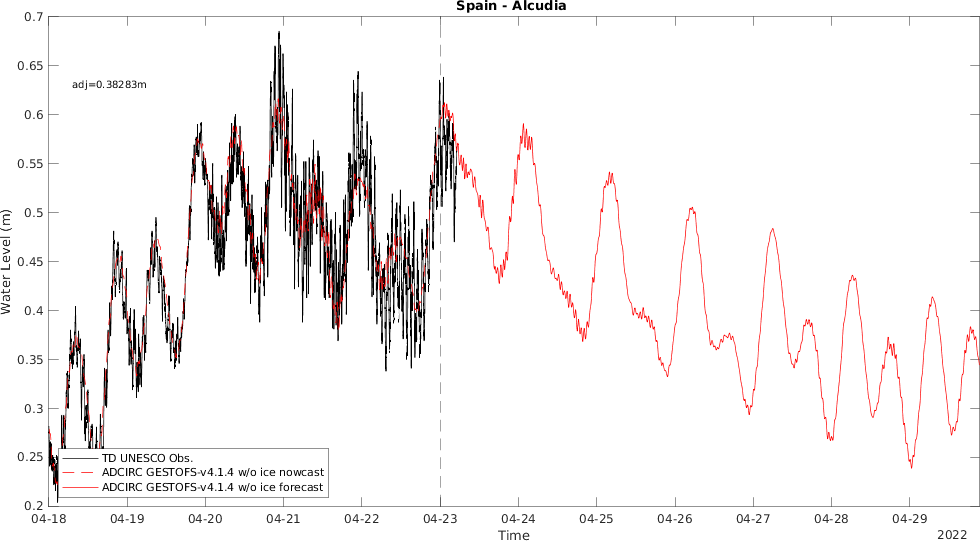 Spain - Alcudia
0.7
0.65
adj=0.38283m
0.6
0.55
0.5
0.45
0.4
0.35
0.3
0.25
0.2
Water Level (m)
TD UNESCO Obs.
ADCIRC GESTOFS-v4.1.4 w/o ice nowcast
ADCIRC GESTOFS-v4.1.4 w/o ice forecast
04-18 04-19 04-20 04-21 04-22 04-23 04-24 04-25 04-26 04-27 04-28 04-29
Time
2022